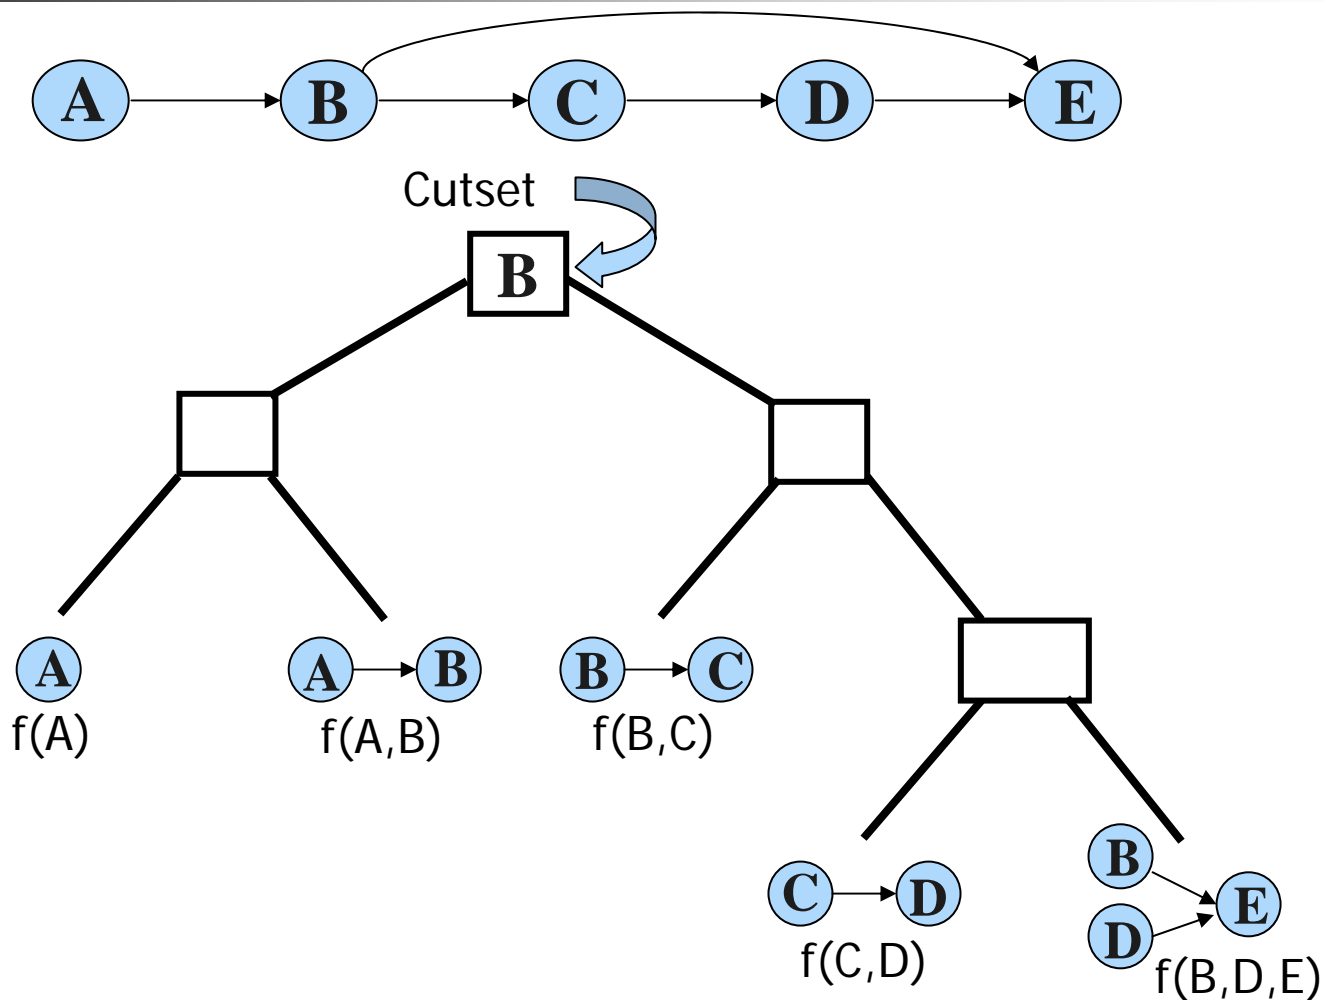 A B C D E
Cutset
B
A A B B C
f(A) f(A,B) f(B,C)
B
C D E
D
f(C,D) f(B,D,E)